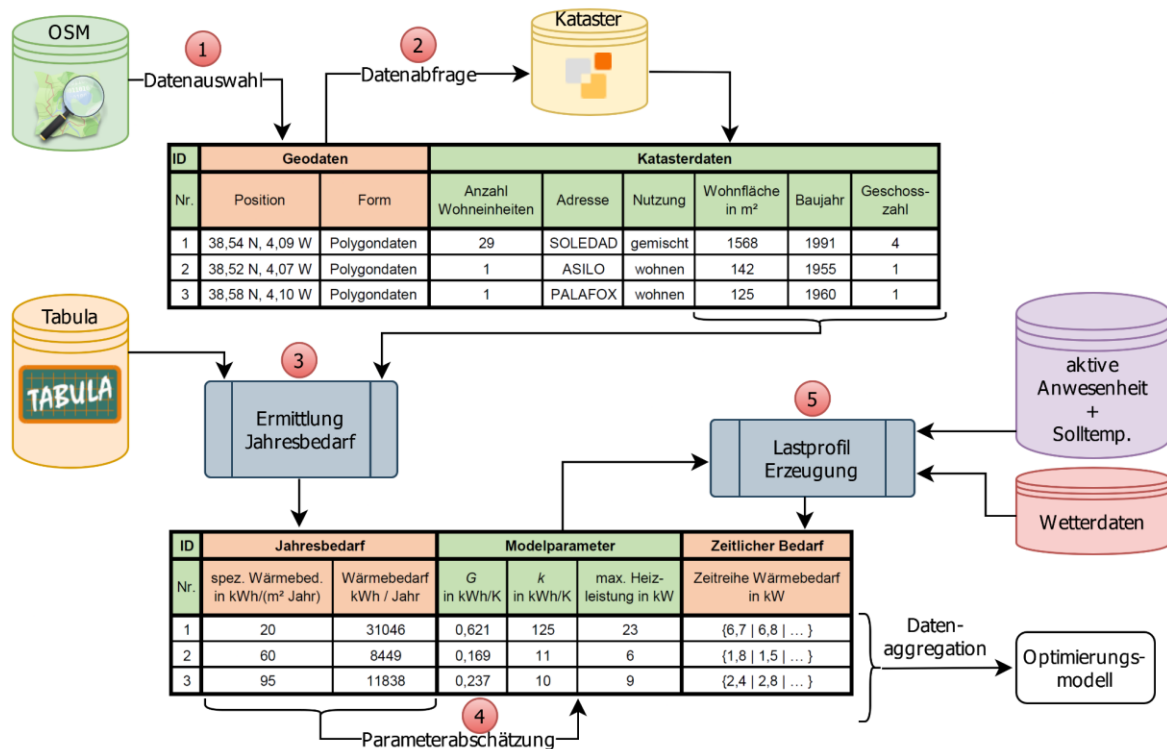 OSM
1
Datenauswahl
2
Datenabfrage
Kataster
ID Geodaten Katasterdaten
Nr. Position Form Anzahl Wohneinheiten Adresse Nutzung Wohnfläche in m² Baujahr Geschoss-zahl
1 38,54 N, 4,09 W Polygondaten 29 SOLEDAD gemischt 1568 1991 4
2 38,52 N, 4,07 W Polygondaten 1 ASILO wohnen 142 1955 1
3 38,58 N, 4,10 W Polygondaten 1 PALAFOX wohnen 125 1960 1
Tabula
TABULA
3
Ermittlung
Jahresbedarf
5
Lastprofil
Erzeugung
aktive
Anwesenheit
+
Solltemp.
Wetterdaten
ID Jahresbedarf Modelparameter Zeitlicher Bedarf
Nr. spez. Wärmebed. in kWh/(m² Jahr) Wärmebedarf kWh / Jahr G in kWh/K k in kWh/K max. Heiz-leistung in kW Zeitreihe Wärmebedarf in kW
1 20 31046 0,621 125 23 {6,7 | 6,8 | ... }
2 60 8449 0,169 11 6 {1,8 | 1,5 | ... }
3 95 11838 0,237 10 9 {2,4 | 2,8 | ... }
4
Parameterabschätzung
Daten-
aggregation
Optimierungs-
modell